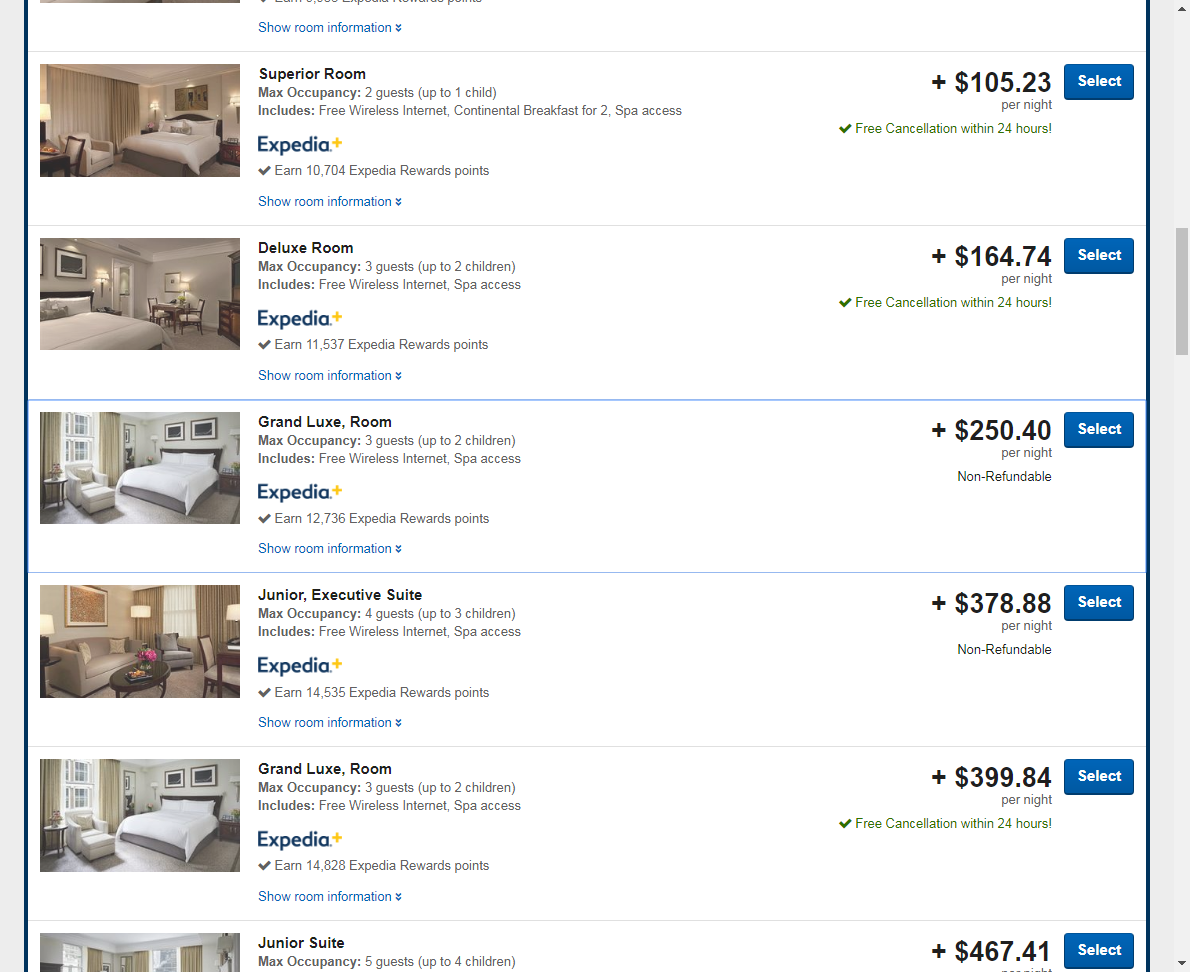 Show room information
Superior Room
Max Occupancy: 2 guests (up to 1 child)
Includes: Free Wireless Internet, Continental Breakfast for 2, Spa access
Expedia+
Earn 10,704 Expedia Rewards points
Show room information
+ $105.23
per night
Free Cancellation within 24 hours!
Select
Deluxe Room
Max Occupancy: 3 guests (up to 2 children)
Includes: Free Wireless Internet, Spa access
Expedia+
Earn 11,537 Expedia Rewards points
Show room information
+ $164.74
per night
Free Cancellation within 24 hours!
Select
Grand Luxe, Room
Max Occupancy: 3 guests (up to 2 children)
Includes: Free Wireless Internet, Spa access
Expedia+
Earn 12,736 Expedia Rewards points
Show room information
+ $250.40
per night
Non-Refundable
Select
Junior, Executive Suite
Max Occupancy: 4 guests (up to 3 children)
Includes: Free Wireless Internet, Spa access
Expedia+
Earn 14,535 Expedia Rewards points
Show room information
+ $378.88
per night
Non-Refundable
Select
Grand Luxe, Room
Max Occupancy: 3 guests (up to 2 children)
Includes: Free Wireless Internet, Spa access
Expedia+
Earn 14,828 Expedia Rewards points
Show room information
+ $399.84
per night
Free Cancellation within 24 hours!
Select
Junior Suite
Max Occupancy: 5 guests (up to 4 children)
+ $467.41
Select